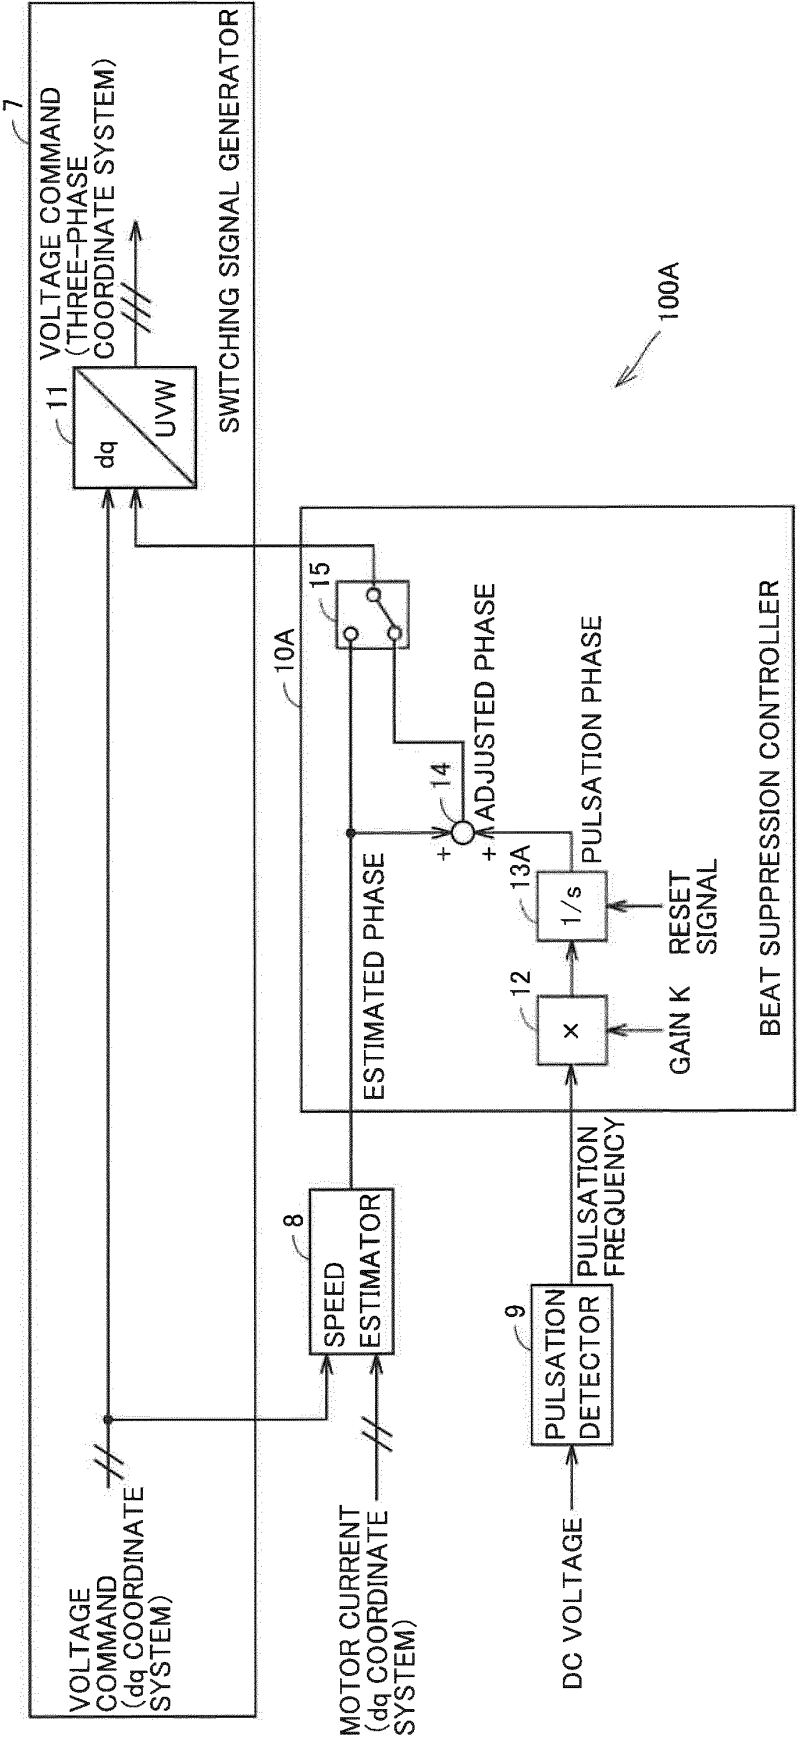 7
VOLTAGE
COMMAND
(dq COORDINATE
SYSTEM)
11
dq
UVW
VOLTAGE COMMAND
(THREE-PHASE
COORDINATE SYSTEM)
SWITCHING SIGNAL GENERATOR
MOTOR CURRENT
(dq COORDINATE
SYSTEM)
8
SPEED
ESTIMATOR
ESTIMATED PHASE
10A
15
14
+
+
ADJUSTED PHASE
DC VOLTAGE
9
PULSATION
DETECTOR
PULSATION
FREQUENCY
12
×
GAIN K
13A
1/s
RESET
SIGNAL
PULSATION PHASE
BEAT SUPPRESSION CONTROLLER
100A